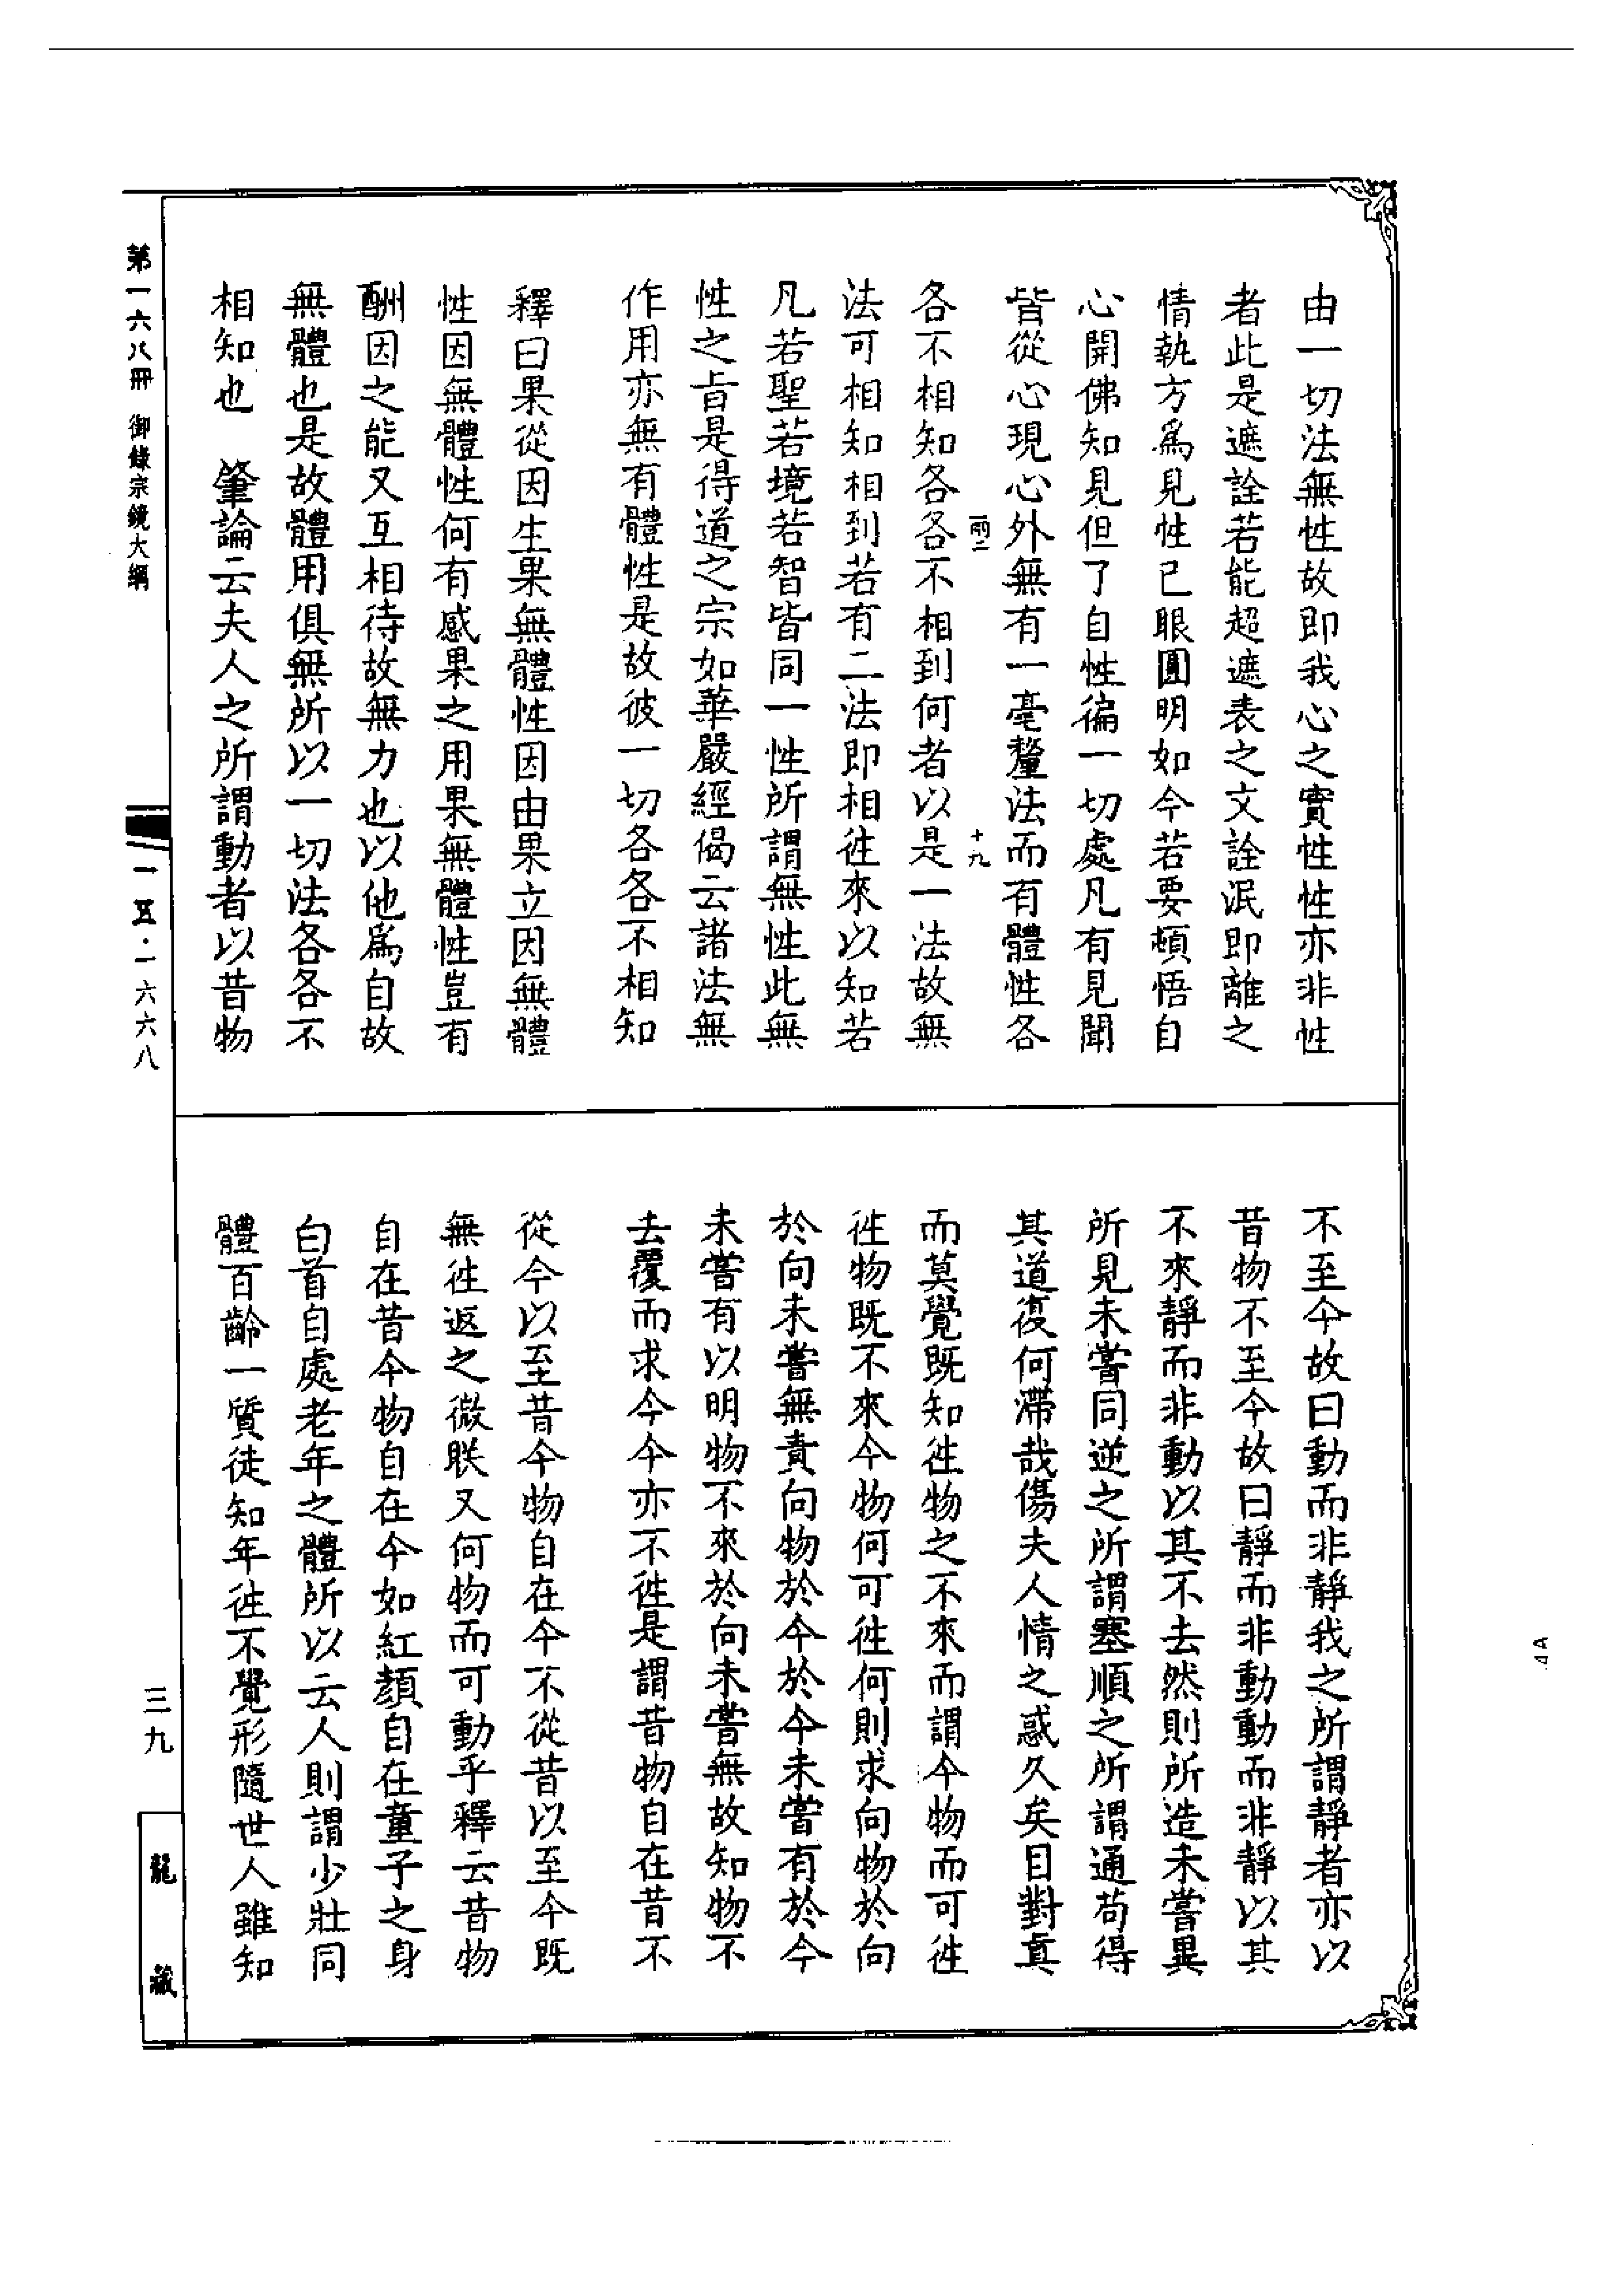 由一切法無性故即我心之實性性亦非性
者此是遮詮若能超遮表之文詮泯即離之
情執方爲見性已眼圓明如今若要頓悟自
心開佛知見但了自性徧一切處凡有見聞
皆從心現心外無有一毫釐法而有體性各
雨二　十九
各不相知各各不相到何者以是一法故無
法可相知相到若有二法即相徃來以知若
凡若聖若境若智皆同一性所謂無性此無
性之旨是得道之宗如華嚴經偈云諸法無
作用亦無有體性是故彼一切各各不相知
釋曰果從因生果無體性因由果立因無體
性因無體性何有感果之用果無體性豈有
酬因之能又互相待故無力也以他爲自故
無體也是故體用俱無所以一切法各各不
相知也　肇論云夫人之所謂動者以昔物
不至今故曰動而非靜我之所謂靜者亦以
昔物不至今故曰靜而非動動而非靜以其
不來靜而非動以其不去然則所造未嘗異
所見未嘗同逆之所謂塞順之所謂通苟得
其道復何滯哉傷夫人情之惑久矣目對真
而莫覺既知徃物之不來而謂今物而可徃
徃物既不來今物何可徃何則求向物於向
於向未嘗無責向物於今於今未嘗有於今
未嘗有以明物不來於向未嘗無故知物不
去覆而求今今亦不徃是謂昔物自在昔不
從今以至昔今物自在今不從昔以至今既
無徃返之微眹又何物而可動乎釋云昔物
自在昔今物自在今如紅顏自在童子之身
白首自處老年之體所以云人則謂少壯同
體百齡一質徒知年徃不覺形隨世人雖知
第一六八冊　御錄宗鏡大綱
一五·一六六八
三九
龍藏
4A